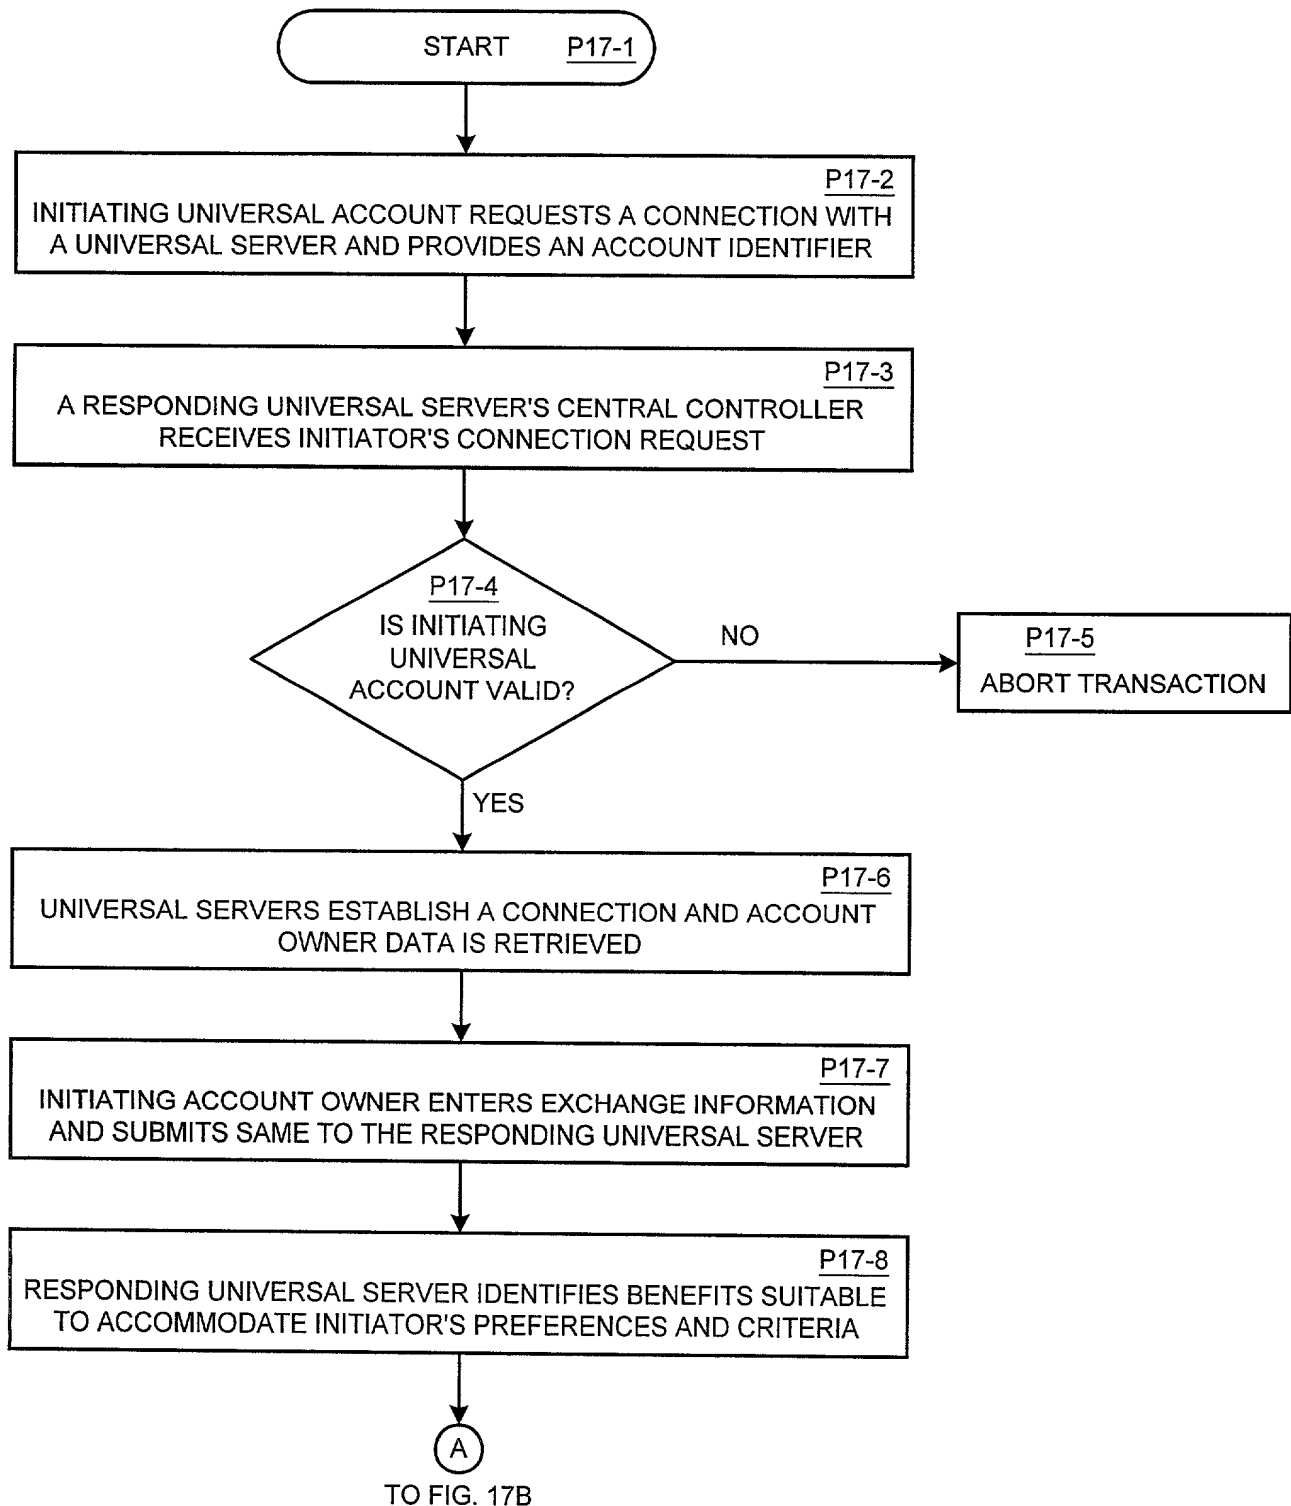 START P17-1
P17-2
INITIATING UNIVERSAL ACCOUNT REQUESTS A CONNECTION WITH
A UNIVERSAL SERVER AND PROVIDES AN ACCOUNT IDENTIFIER
P17-3
A RESPONDING UNIVERSAL SERVER'S CENTRAL CONTROLLER
RECEIVES INITIATOR'S CONNECTION REQUEST
P17-4
IS INITIATING
UNIVERSAL
ACCOUNT VALID?
NO
P17-5
ABORT TRANSACTION
YES
P17-6
UNIVERSAL SERVERS ESTABLISH A CONNECTION AND ACCOUNT
OWNER DATA IS RETRIEVED
P17-7
INITIATING ACCOUNT OWNER ENTERS EXCHANGE INFORMATION
AND SUBMITS SAME TO THE RESPONDING UNIVERSAL SERVER
P17-8
RESPONDING UNIVERSAL SERVER IDENTIFIES BENEFITS SUITABLE
TO ACCOMMODATE INITIATOR'S PREFERENCES AND CRITERIA
A
TO FIG. 17B